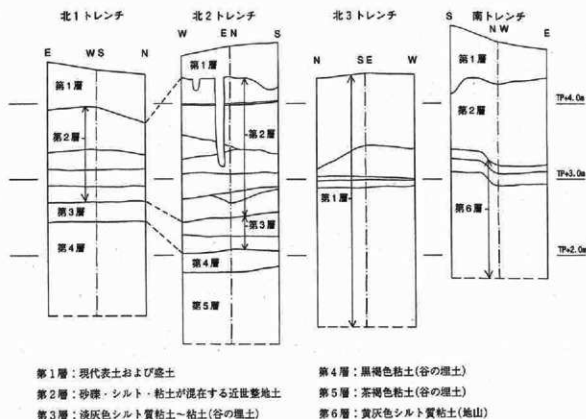 北1トレンチ
北2トレンチ
北3トレンチ
南トレンチ
E W S N
W E N S
N S E W
S N W E
第1層
第2層
第3層
第4層
第1層
第2層
第3層
第4層
第5層
第1層
第1層
第2層
第6層
TP+4.0m
TP+3.0m
TP+2.0m
第1層：現代表土および盛土
第2層：砂礫・シルト・粘土が混在する近世整地土
第3層：淡灰色シルト質粘土～粘土(谷の埋土)
第4層：黒褐色粘土(谷の埋土)
第5層：茶褐色粘土(谷の埋土)
第6層：黄灰色シルト質粘土(地山)